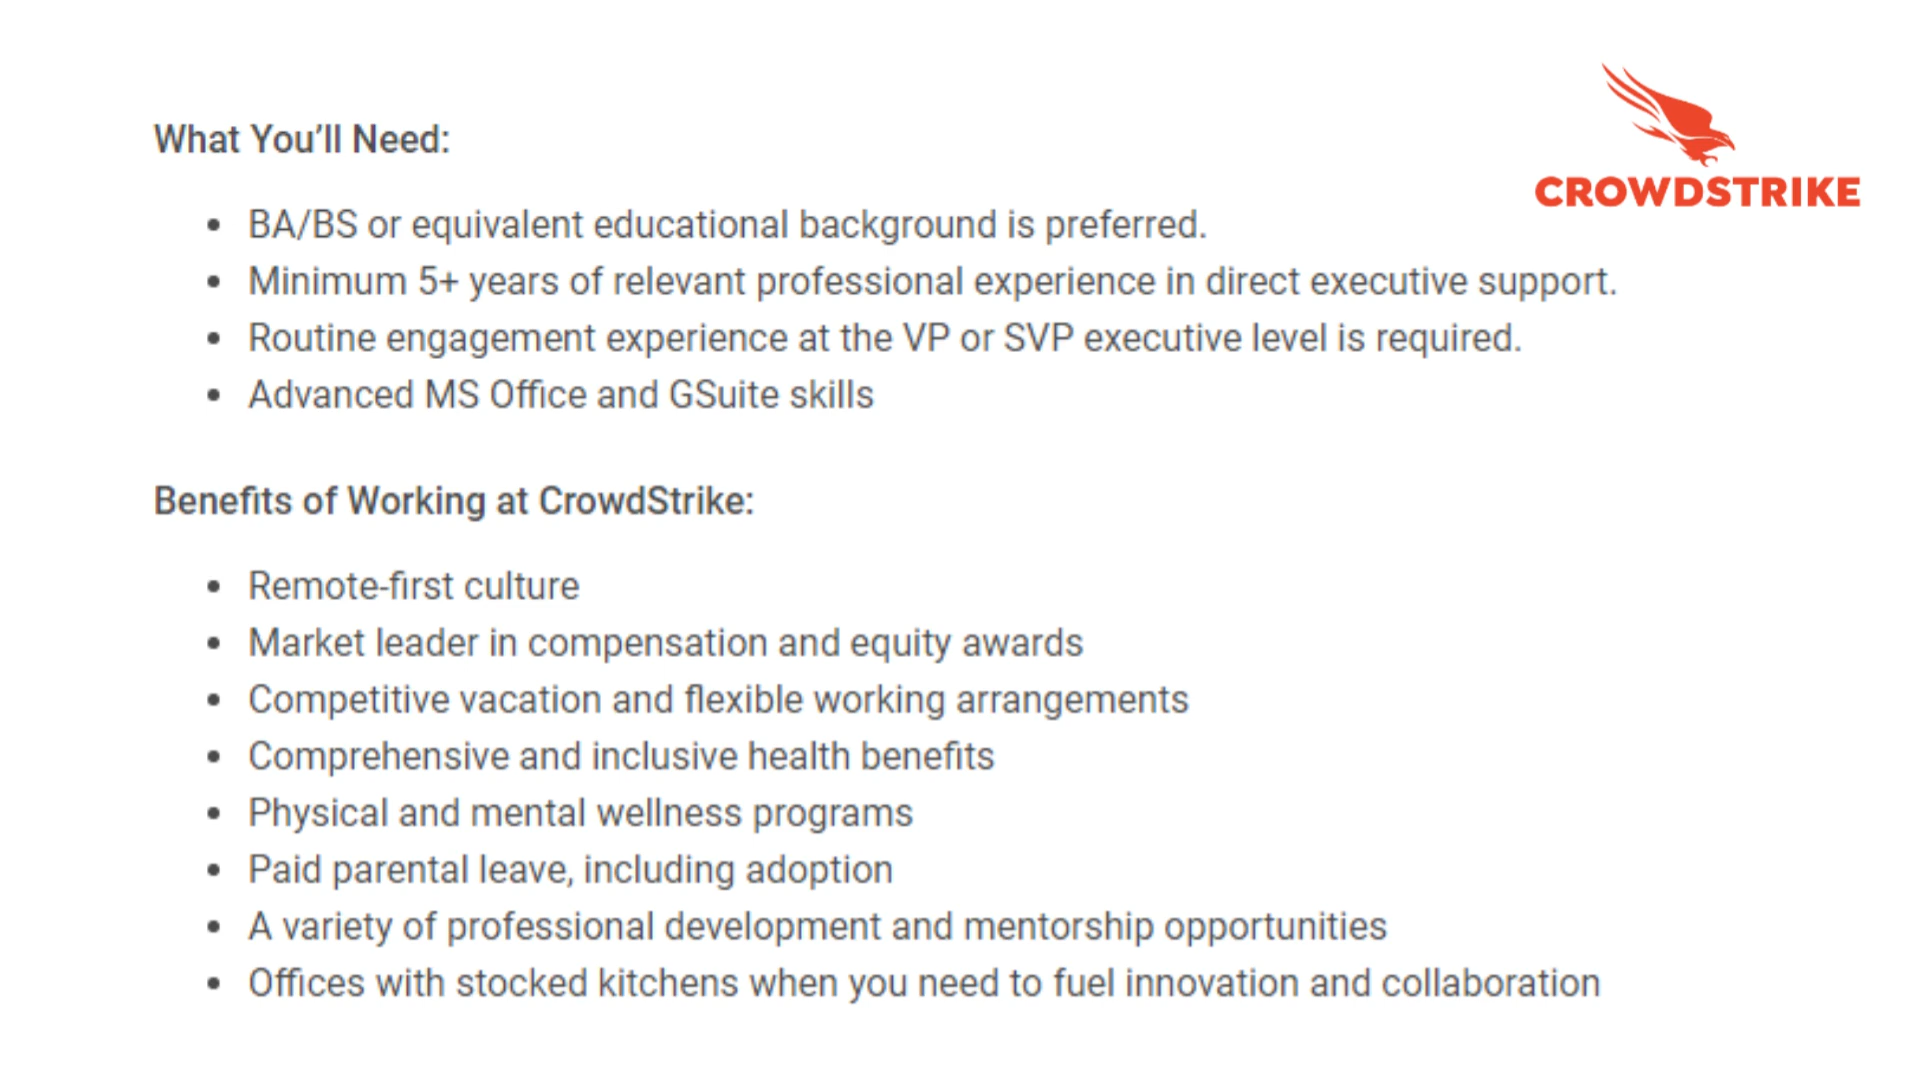 CROWDSTRIKE
What You’ll Need:
• BA/BS or equivalent educational background is preferred.
• Minimum 5+ years of relevant professional experience in direct executive support.
• Routine engagement experience at the VP or SVP executive level is required.
• Advanced MS Office and GSuite skills
Benefits of Working at CrowdStrike:
• Remote-first culture
• Market leader in compensation and equity awards
• Competitive vacation and flexible working arrangements
• Comprehensive and inclusive health benefits
• Physical and mental wellness programs
• Paid parental leave, including adoption
• A variety of professional development and mentorship opportunities
• Offices with stocked kitchens when you need to fuel innovation and collaboration